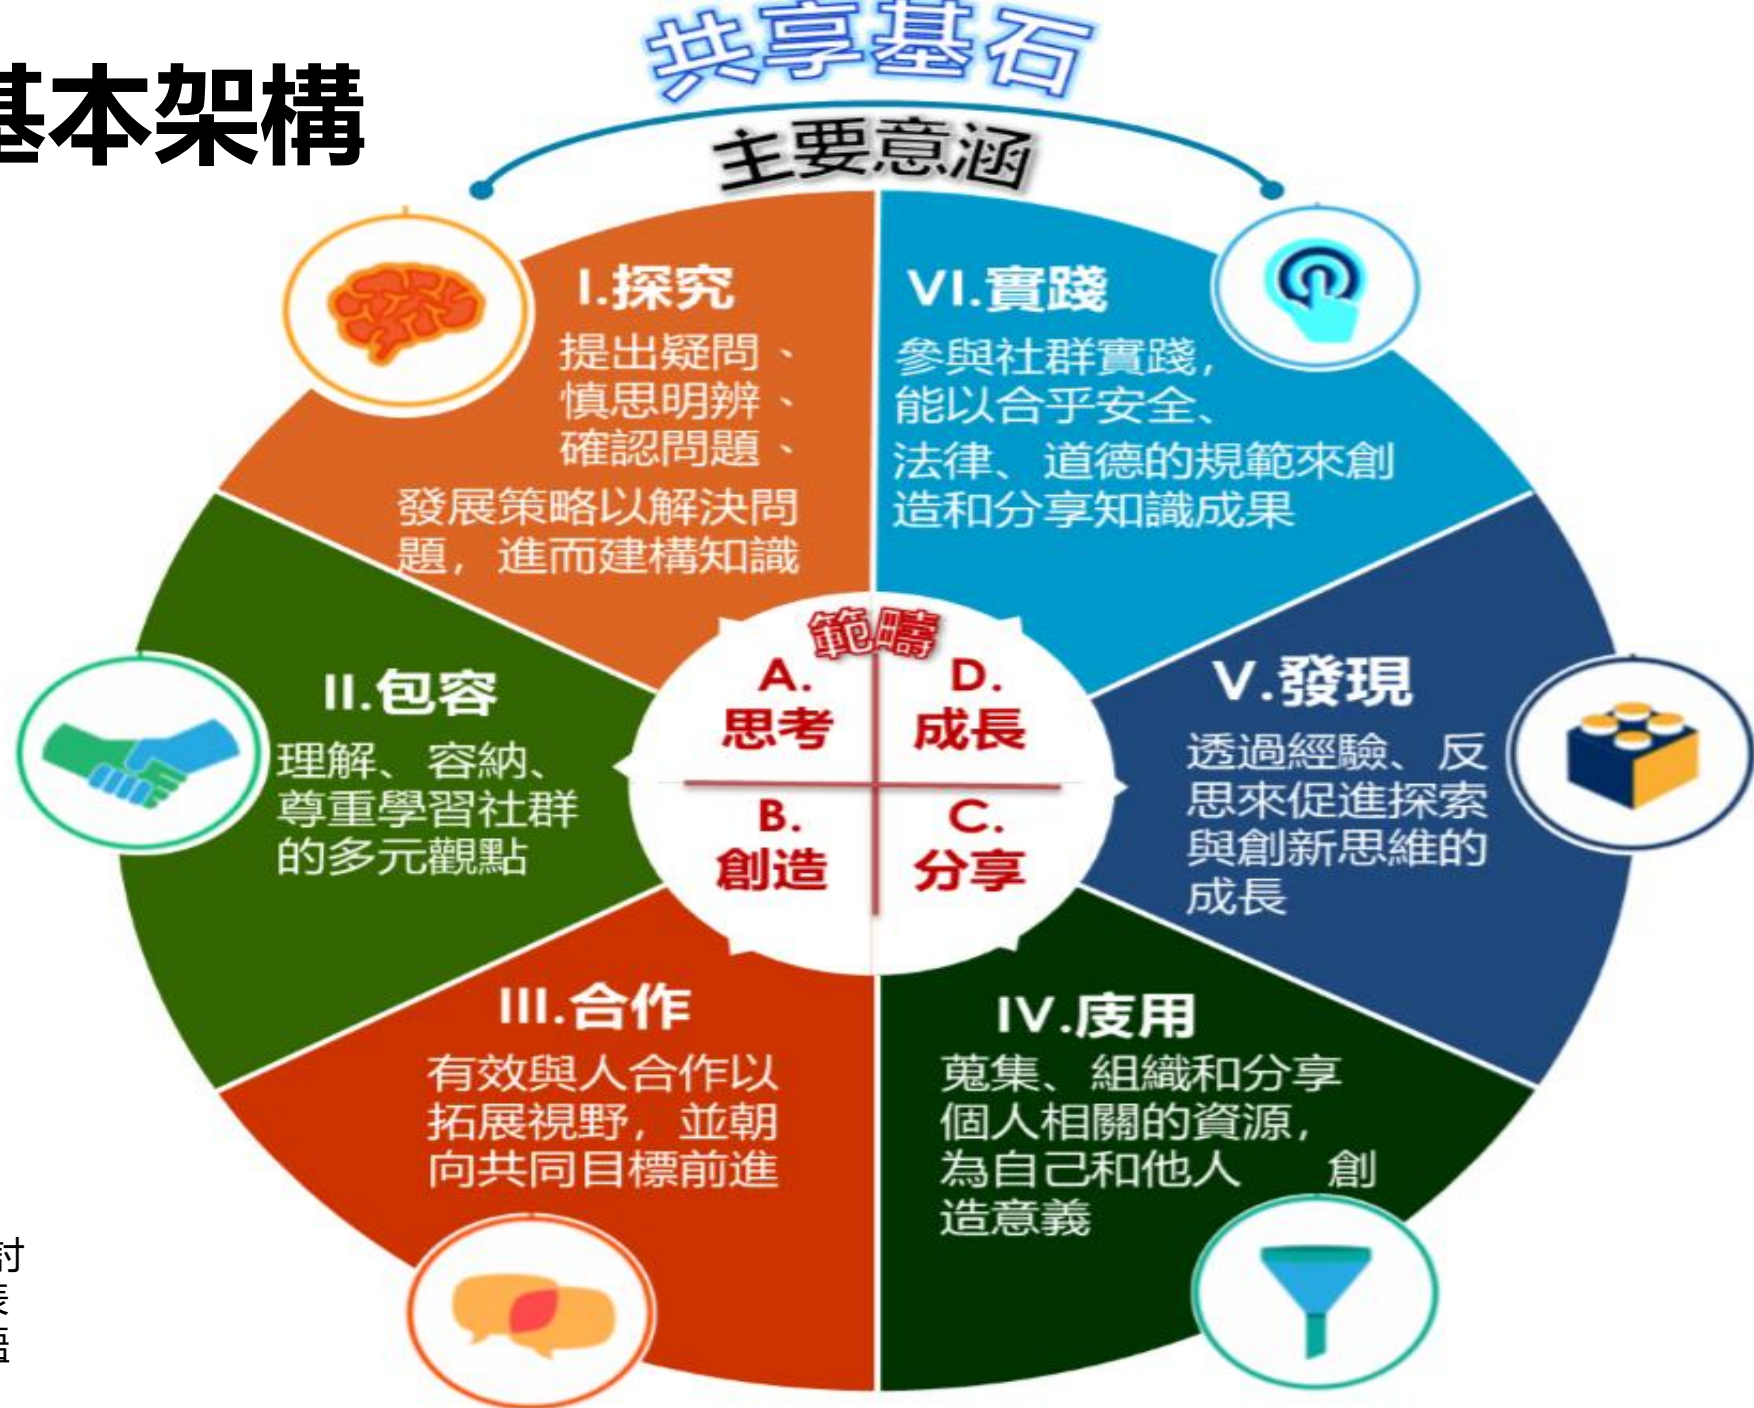 共享基石
基本架構
主要意涵
I.探究
提出疑問、
慎思明辨、
確認問題、
發展策略以解決問
題，進而建構知識
VI.實踐
參與社群實踐，
能以合乎安全、
法律、道德的規範來創
造和分享知識成果
II.包容
理解、容納、
尊重學習社群
的多元觀點
範疇
A.
思考
D.
成長
B.
創造
C.
分享
V.發現
透過經驗、反
思來促進探索
與創新思維的
成長
III.合作
有效與人合作以
拓展視野，並朝
向共同目標前進
IV.庋用
蒐集、組織和分享
個人相關的資源，
為自己和他人 創
造意義
討